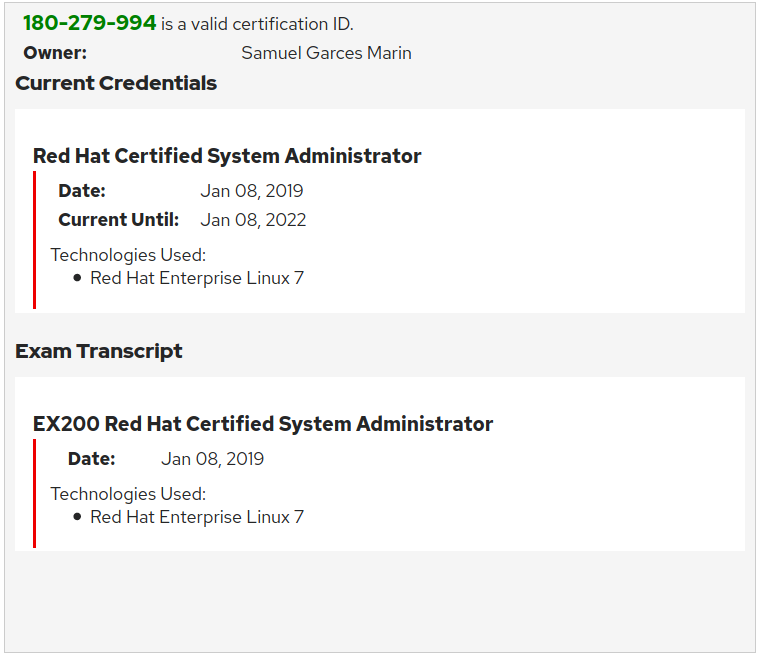 180-279-994 is a valid certification ID.
Owner: Samuel Garces Marin
Current Credentials
Red Hat Certified System Administrator
Date: Jan 08, 2019
Current Until: Jan 08, 2022
Technologies Used:
• Red Hat Enterprise Linux 7
Exam Transcript
EX200 Red Hat Certified System Administrator
Date: Jan 08, 2019
Technologies Used:
• Red Hat Enterprise Linux 7